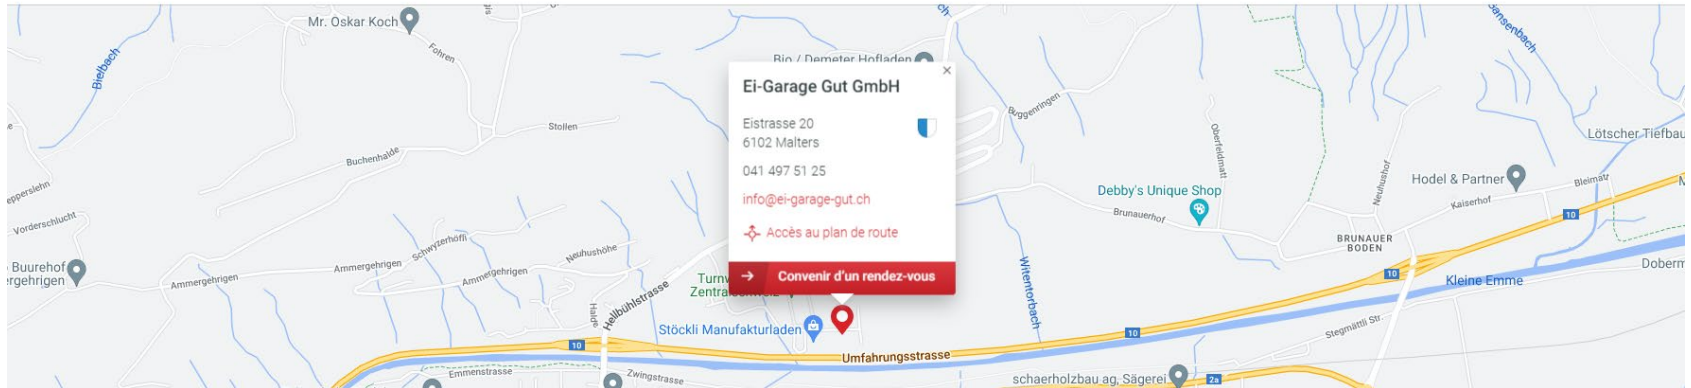 Mr. Oskar Koch
Fohren
Bielbach
Stollen
Buchenhalde
Vorderschlucht
Buurehof
Ammergehrigen
Schwyzerhöfli
Ammergehrigen
Ammergehrigen
Neuhushöhe
Halde
Hellbühlstrasse
Stöckli Manufakturladen
10
Emmenstrasse
Zwingstrasse
Bio / Demeter Hofladen
Ei-Garage Gut GmbH
Eistrasse 20
6102 Malters
041 497 51 25
info@ei-garage-gut.ch
Accès au plan de route
Convenir d'un rendez-vous
Umfahrungsstrasse
Buggenringen
Witentorbach
Oberfeldmatt
Debby's Unique Shop
Brunauerhof
Lötscher Tiefbau
Neuhushof
Hodel & Partner
Bleimatt
Kaiserhof
10
BRUNAUER
BODEN
10
Kleine Emme
10
Stegmättli Str.
schaerholzbau ag, Sägerei
2a